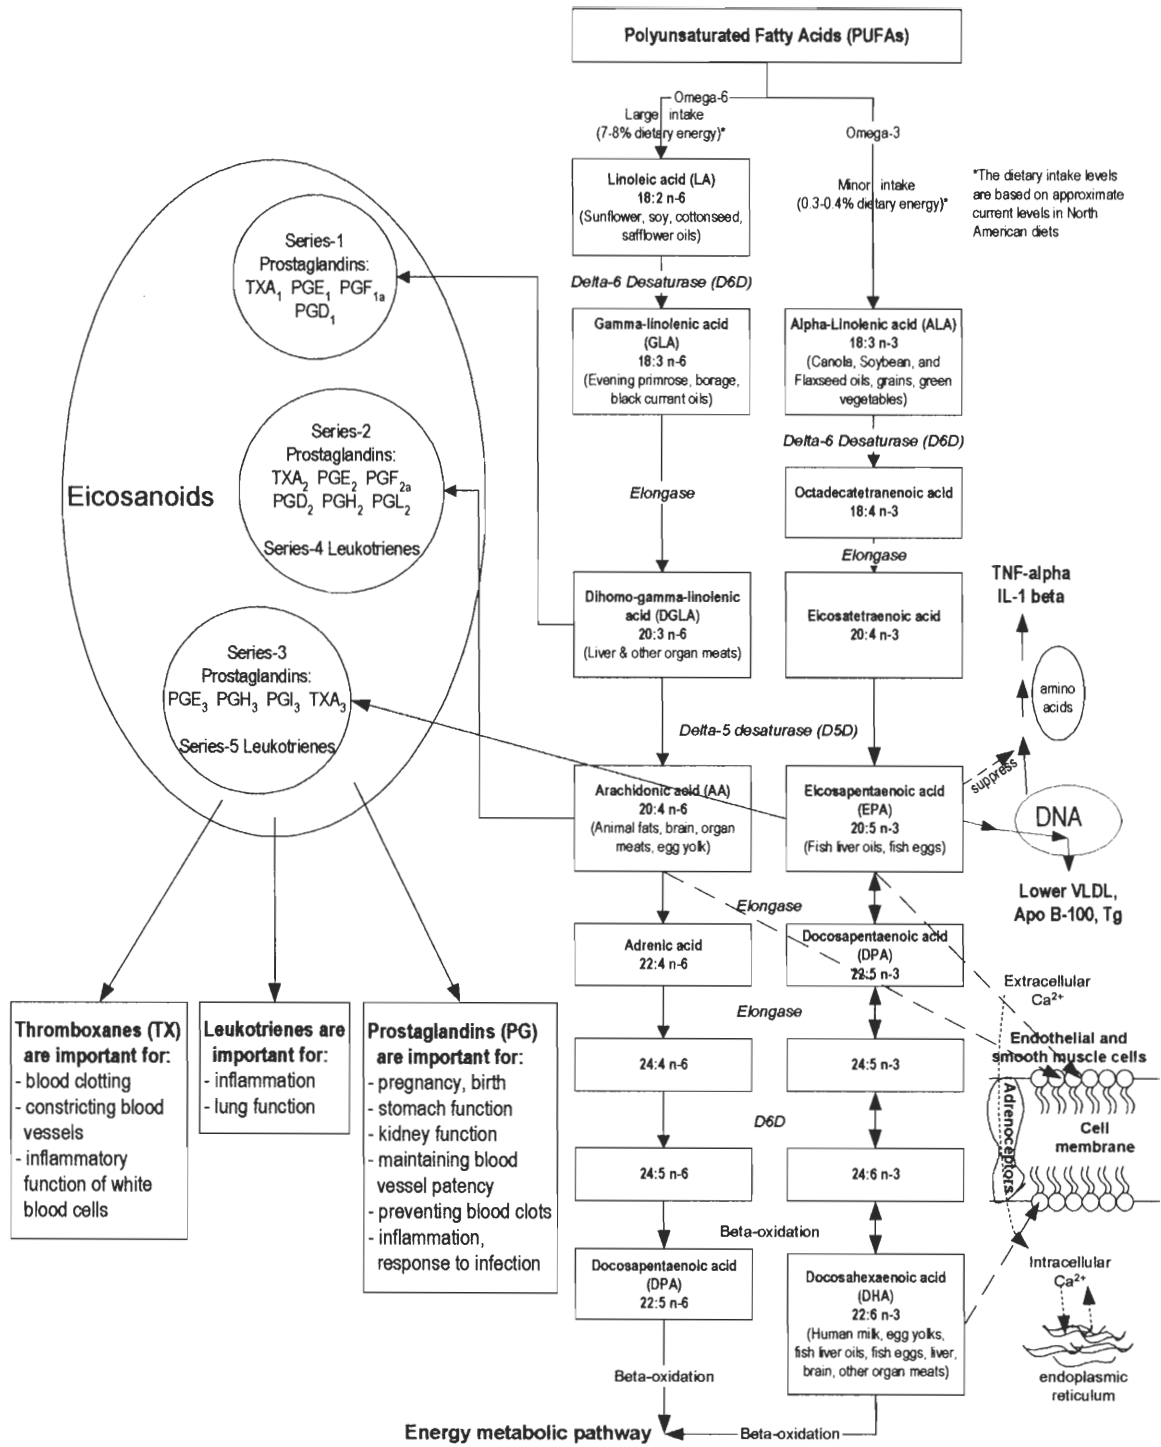 Polyunsaturated Fatty Acids (PUFAs)
Omega-6
Large intake
(7-8% dietary energy)*
Omega-3
Minor intake
(0.3-0.4% dietary energy)*
*The dietary intake levels
are based on approximate
current levels in North
American diets
Linoleic acid (LA)
18:2 n-6
(Sunflower, soy, cottonseed,
safflower oils)
Delta-6 Desaturase (D6D)
Gamma-linolenic acid
(GLA)
18:3 n-6
(Evening primrose, borage,
black currant oils)
Alpha-Linolenic acid (ALA)
18:3 n-3
(Canola, Soybean, and
Flaxseed oils, grains, green
vegetables)
Delta-6 Desaturase (D6D)
Elongase
Octadecatetranenoic acid
18:4 n-3
Elongase
Dihomo-gamma-linolenic
acid (DGLA)
20:3 n-6
(Liver & other organ meats)
Eicosatetraenoic acid
20:4 n-3
Delta-5 desaturase (D5D)
Arachidonic acid (AA)
20:4 n-6
(Animal fats, brain, organ
meats, egg yolk)
Eicosapentaenoic acid
(EPA)
20:5 n-3
(Fish liver oils, fish eggs)
Elongase
Adrenic acid
22:4 n-6
Docosapentaenoic acid
(DPA)
22:5 n-3
Elongase
24:4 n-6
24:5 n-3
D6D
24:5 n-6
24:6 n-3
Beta-oxidation
Docosapentaenoic acid
(DPA)
22:5 n-6
Docosahexaenoic acid
(DHA)
22:6 n-3
(Human milk, egg yolks,
fish liver oils, fish eggs, liver,
brain, other organ meats)
Beta-oxidation
Energy metabolic pathway
Beta-oxidation
Eicosanoids
Series-1
Prostaglandins:
TXA1 PGE1 PGF1a
PGD1
Series-2
Prostaglandins:
TXA2 PGE2 PGF2a
PGD2 PGH2 PGL2
Series-4 Leukotrienes
Series-3
Prostaglandins:
PGE3 PGH3 PGI3 TXA3
Series-5 Leukotrienes
Thromboxanes (TX)
are important for:
- blood clotting
- constricting blood
vessels
- inflammatory
function of white
blood cells
Leukotrienes are
important for:
- inflammation
- lung function
Prostaglandins (PG)
are important for:
- pregnancy, birth
- stomach function
- kidney function
- maintaining blood
vessel patency
- preventing blood clots
- inflammation,
response to infection
TNF-alpha
IL-1 beta
amino
acids
suppress
DNA
Lower VLDL,
Apo B-100, Tg
Extracellular
Ca2+
Endothelial and
smooth muscle cells
Adrenoceptors
Cell
membrane
Intracellular
Ca2+
endoplasmic
reticulum